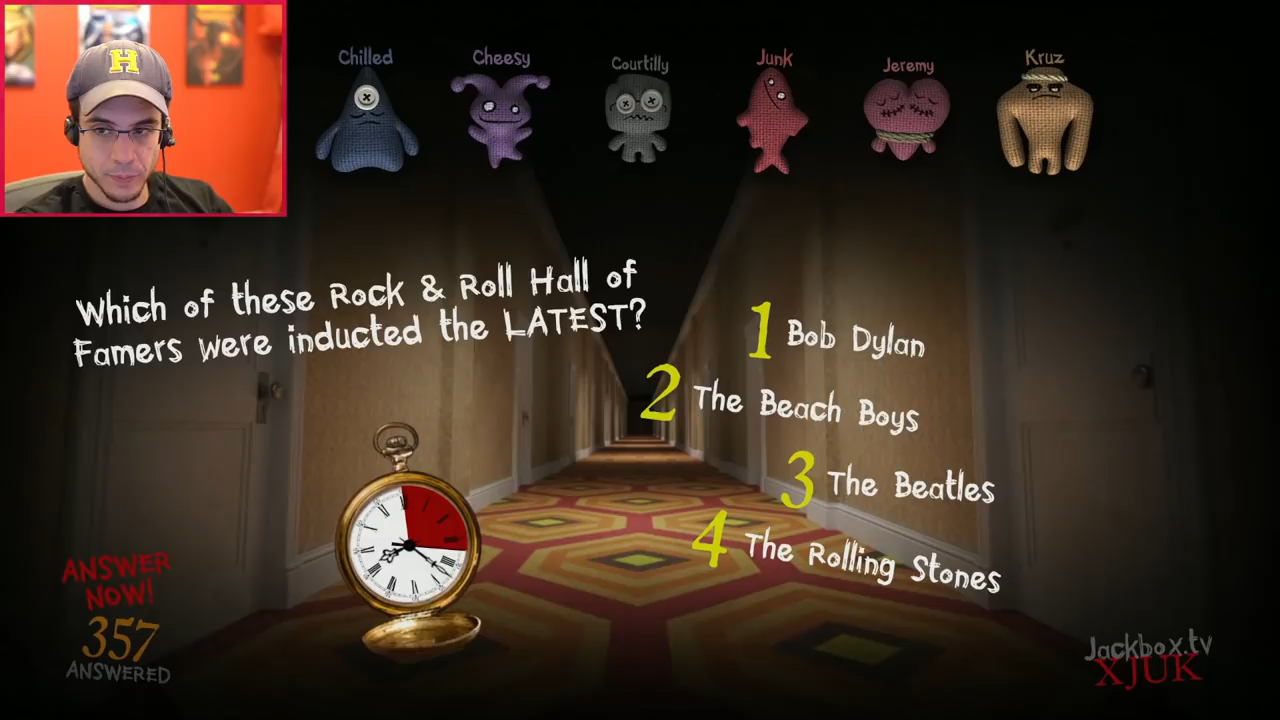 H
Chilled
Cheesy
Courtilly
Junk
Jeremy
Kruz
Which of these Rock & Roll Hall of
Famers were inducted the LATEST?
1 Bob Dylan
2 The Beach Boys
3 The Beatles
4 The Rolling Stones
ANSWER
NOW!
357
ANSWERED
Jackbox.tv
XJUK